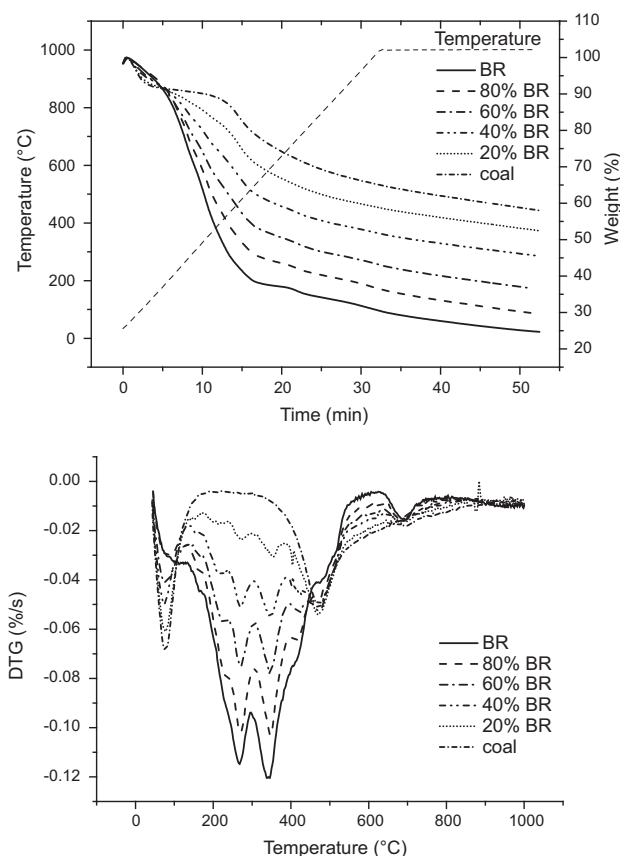 110
1000
Temperature
100
BR
90
800
80% BR
60% BR
80
600
40% BR
20% BR
70
coal
400
60
50
200
40
30
0
20
0
10
20
30
40
50
Temperature (°C)
Weight (%)
Time (min)
0.00
-0.02
-0.04
-0.06
-0.08
-0.10
-0.12
DTG (%/s)
BR
80% BR
60% BR
40% BR
20% BR
coal
0
200
400
600
800
1000
Temperature (°C)